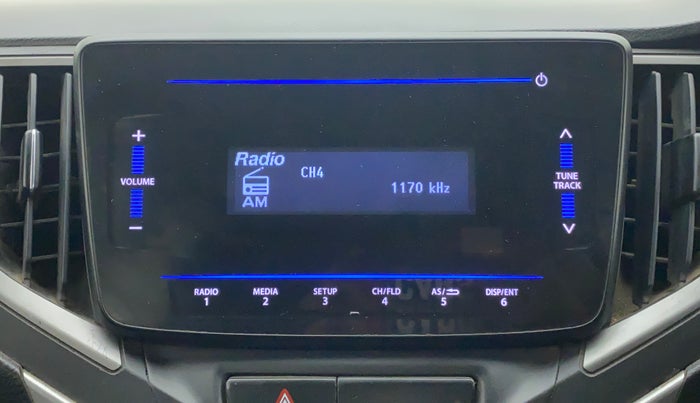 Radio
CH4
1170 kHz
AM
+
VOLUME
−
TUNE
TRACK
RADIO
1
MEDIA
2
SETUP
3
CH/FLD
4
AS/
5
DISP/ENT
6